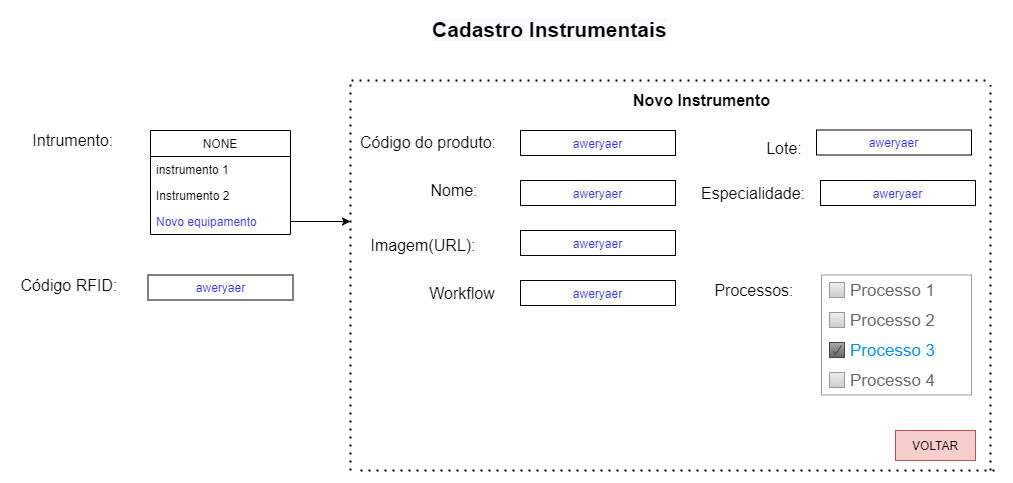 Cadastro Instrumentais
Intrumento:
NONE
instrumento 1
Instrumento 2
Novo equipamento
Código RFID:
aweryaer
Novo Instrumento
Código do produto:
aweryaer
Lote:
aweryaer
Nome:
aweryaer
Especialidade:
aweryaer
Imagem(URL):
aweryaer
Workflow
aweryaer
Processos:
Processo 1
Processo 2
Processo 3
Processo 4
VOLTAR